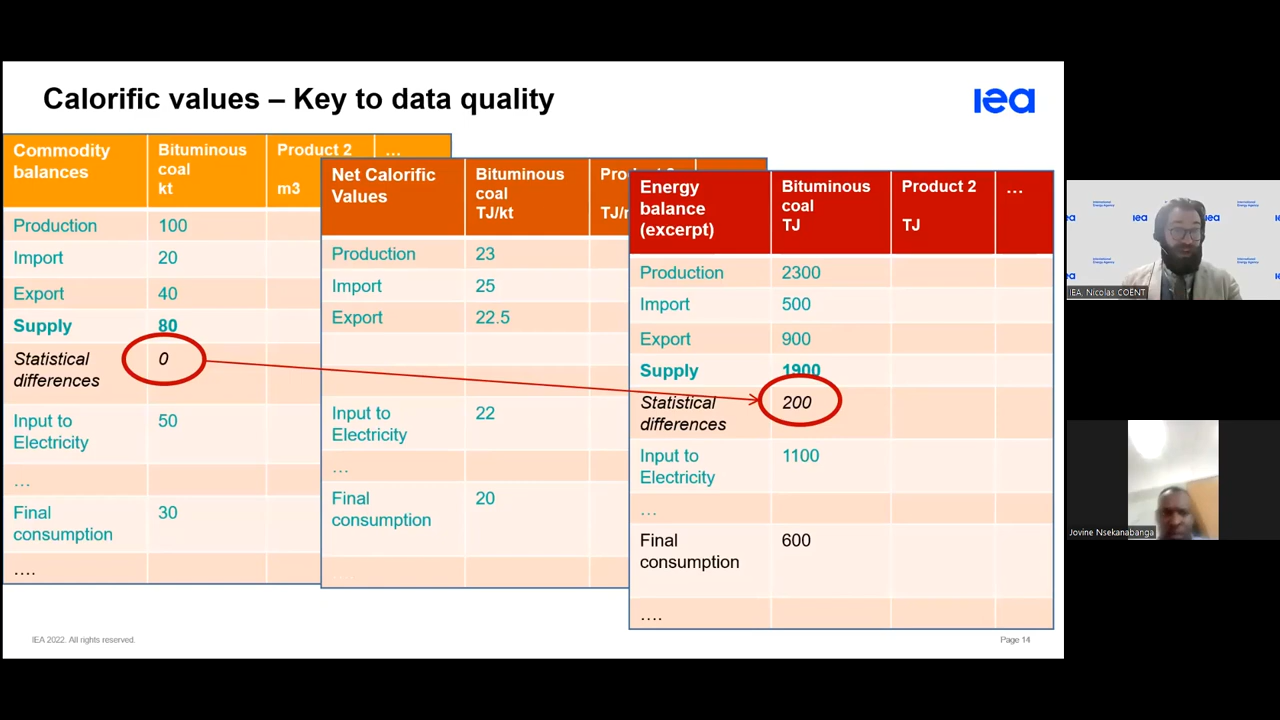 Calorific values – Key to data quality
iea
Commodity balances
Bituminous coal kt
Product 2 m3
…
Production 100
Import 20
Export 40
Supply 80
Statistical differences 0
Input to Electricity 50
…
Final consumption 30
….
Net Calorific Values
Bituminous coal TJ/kt
Production 23
Import 25
Export 22.5
Input to Electricity 22
…
Final consumption 20
….
Energy balance (excerpt)
Bituminous coal TJ
Product 2 TJ
…
Production 2300
Import 500
Export 900
Supply 1900
Statistical differences 200
Input to Electricity 1100
…
Final consumption 600
….
IEA 2022. All rights reserved.
Page 14
IEA, Nicolas COENT
Jovine Nsekanabanga